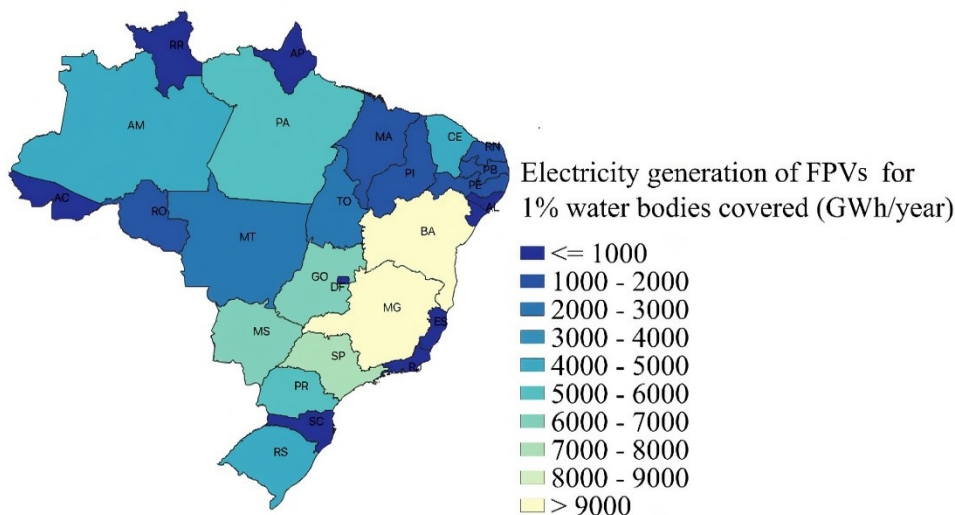 RR
AP
AM
PA
MA
CE
RN
PB
PI
PE
AL
AC
RO
TO
BA
MT
GO
DF
MG
MS
ES
SP
RJ
PR
SC
RS
Electricity generation of FPVs for
1% water bodies covered (GWh/year)
<= 1000
1000 - 2000
2000 - 3000
3000 - 4000
4000 - 5000
5000 - 6000
6000 - 7000
7000 - 8000
8000 - 9000
> 9000